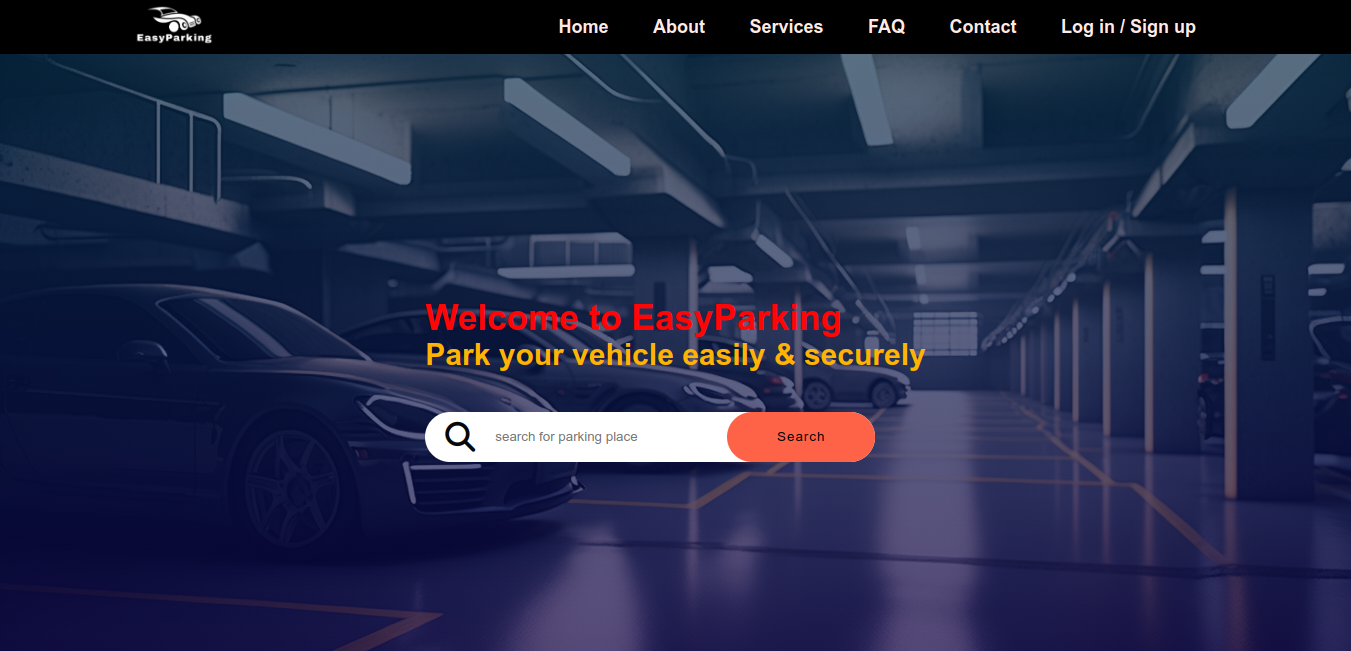 EasyParking
Home About Services FAQ Contact Log in / Sign up
Welcome to EasyParking
Park your vehicle easily & securely
search for parking place Search